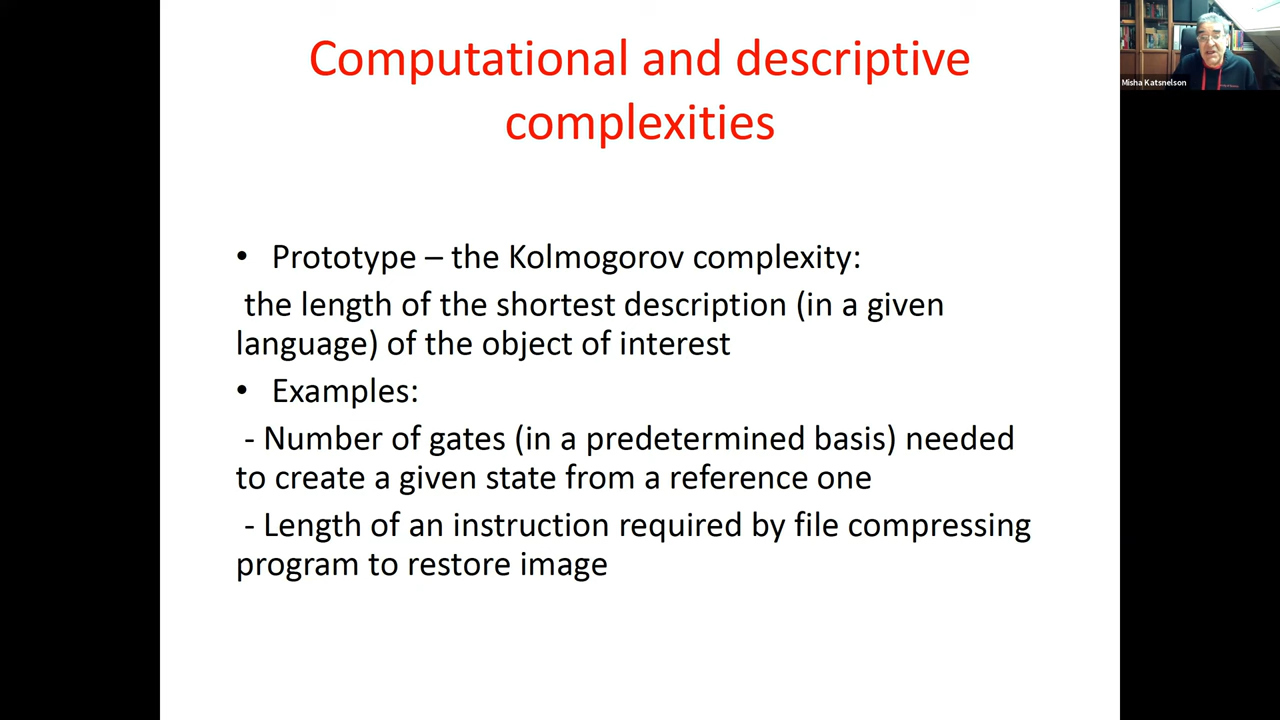 Computational and descriptive
complexities
Misha Katsnelson
• Prototype – the Kolmogorov complexity:
the length of the shortest description (in a given
language) of the object of interest
• Examples:
- Number of gates (in a predetermined basis) needed
to create a given state from a reference one
- Length of an instruction required by file compressing
program to restore image